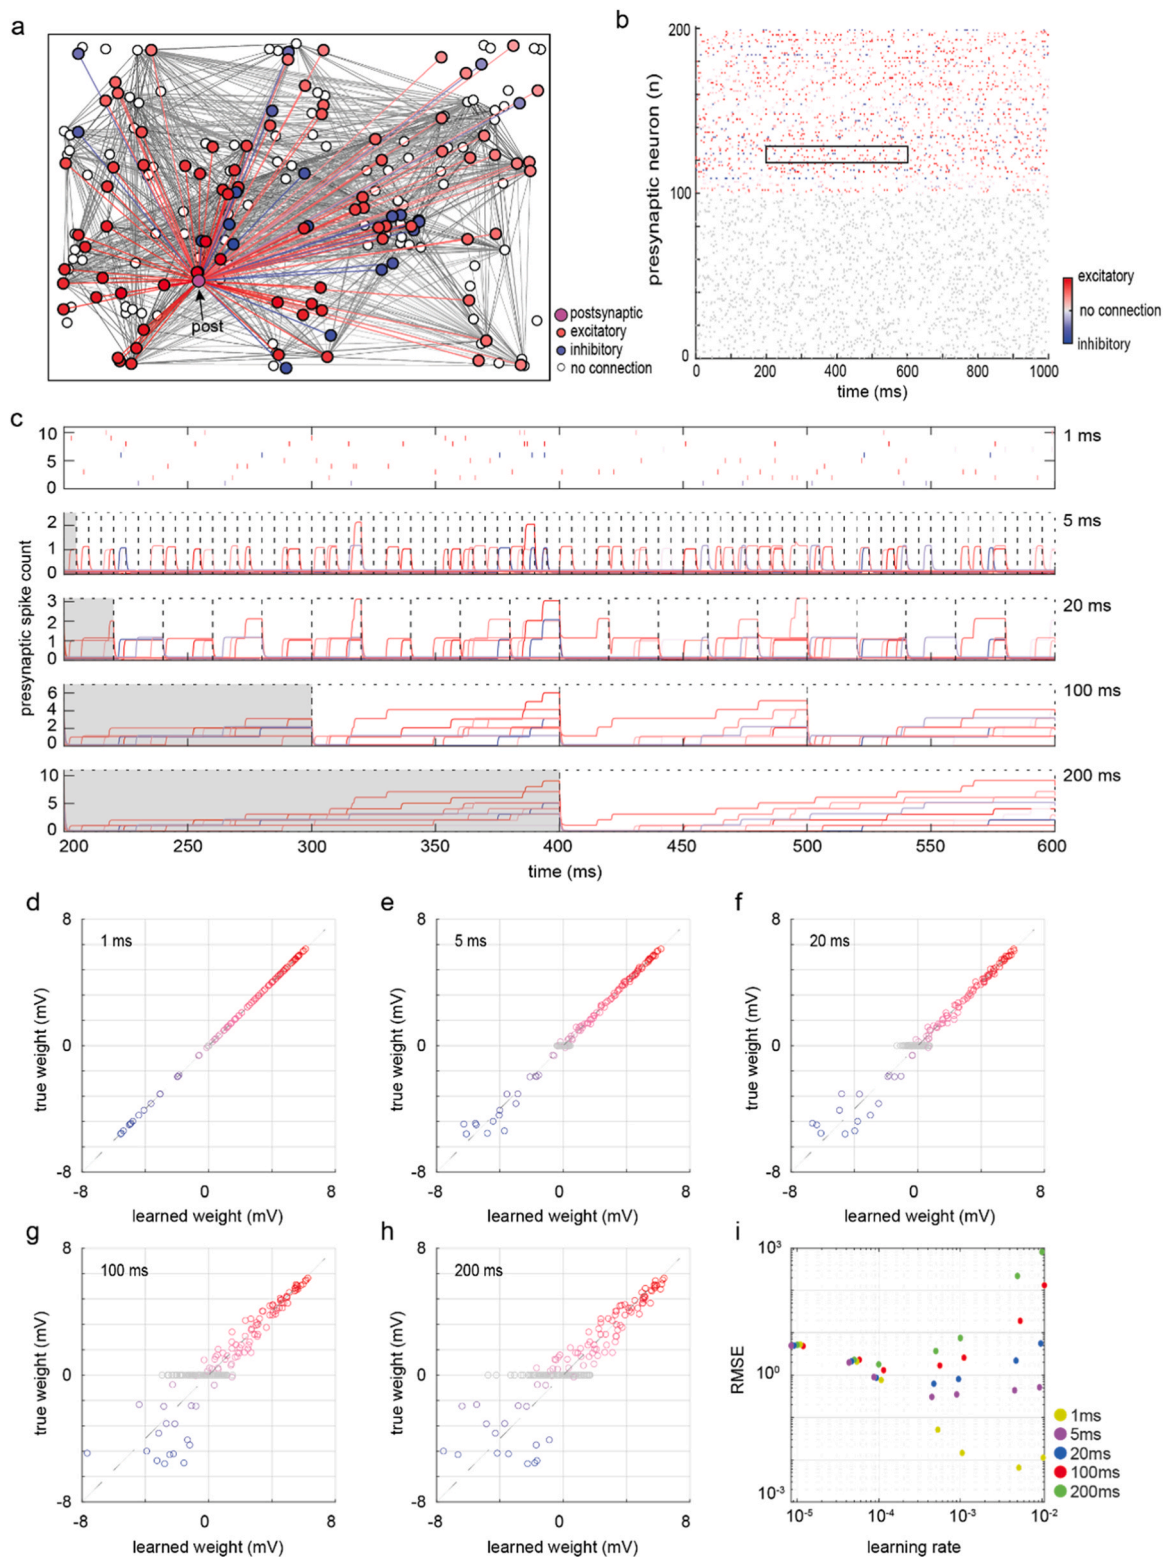 a
post
postsynaptic
excitatory
inhibitory
no connection
b
presynaptic neuron (n)
200
100
0
0 200 400 600 800 1000
time (ms)
excitatory
no connection
inhibitory
c
presynaptic spike count
10
5
0
1 ms
2
1
0
5 ms
3
2
1
0
20 ms
6
4
2
0
100 ms
10
5
0
200 ms
200 250 300 350 400 450 500 550 600
time (ms)
d
1 ms
true weight (mV)
8
0
-8
-8 0 8
learned weight (mV)
e
5 ms
true weight (mV)
8
0
-8
-8 0 8
learned weight (mV)
f
20 ms
true weight (mV)
8
0
-8
-8 0 8
learned weight (mV)
g
100 ms
true weight (mV)
8
0
-8
-8 0 8
learned weight (mV)
h
200 ms
true weight (mV)
8
0
-8
-8 0 8
learned weight (mV)
i
RMSE
10³
10⁰
10⁻³
10⁻⁵ 10⁻⁴ 10⁻³ 10⁻²
learning rate
1ms
5ms
20ms
100ms
200ms